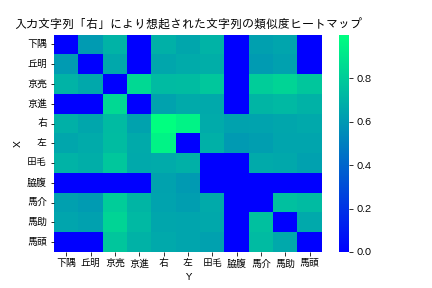 入力文字列「右」により想起された文字列の類似度ヒートマップ
下隅
丘明
京亮
京進
右
左
田毛
脇腹
馬介
馬助
馬頭
X
下隅 丘明 京亮 京進 右 左 田毛 脇腹 馬介 馬助 馬頭
Y
0.8
0.6
0.4
0.2
0.0